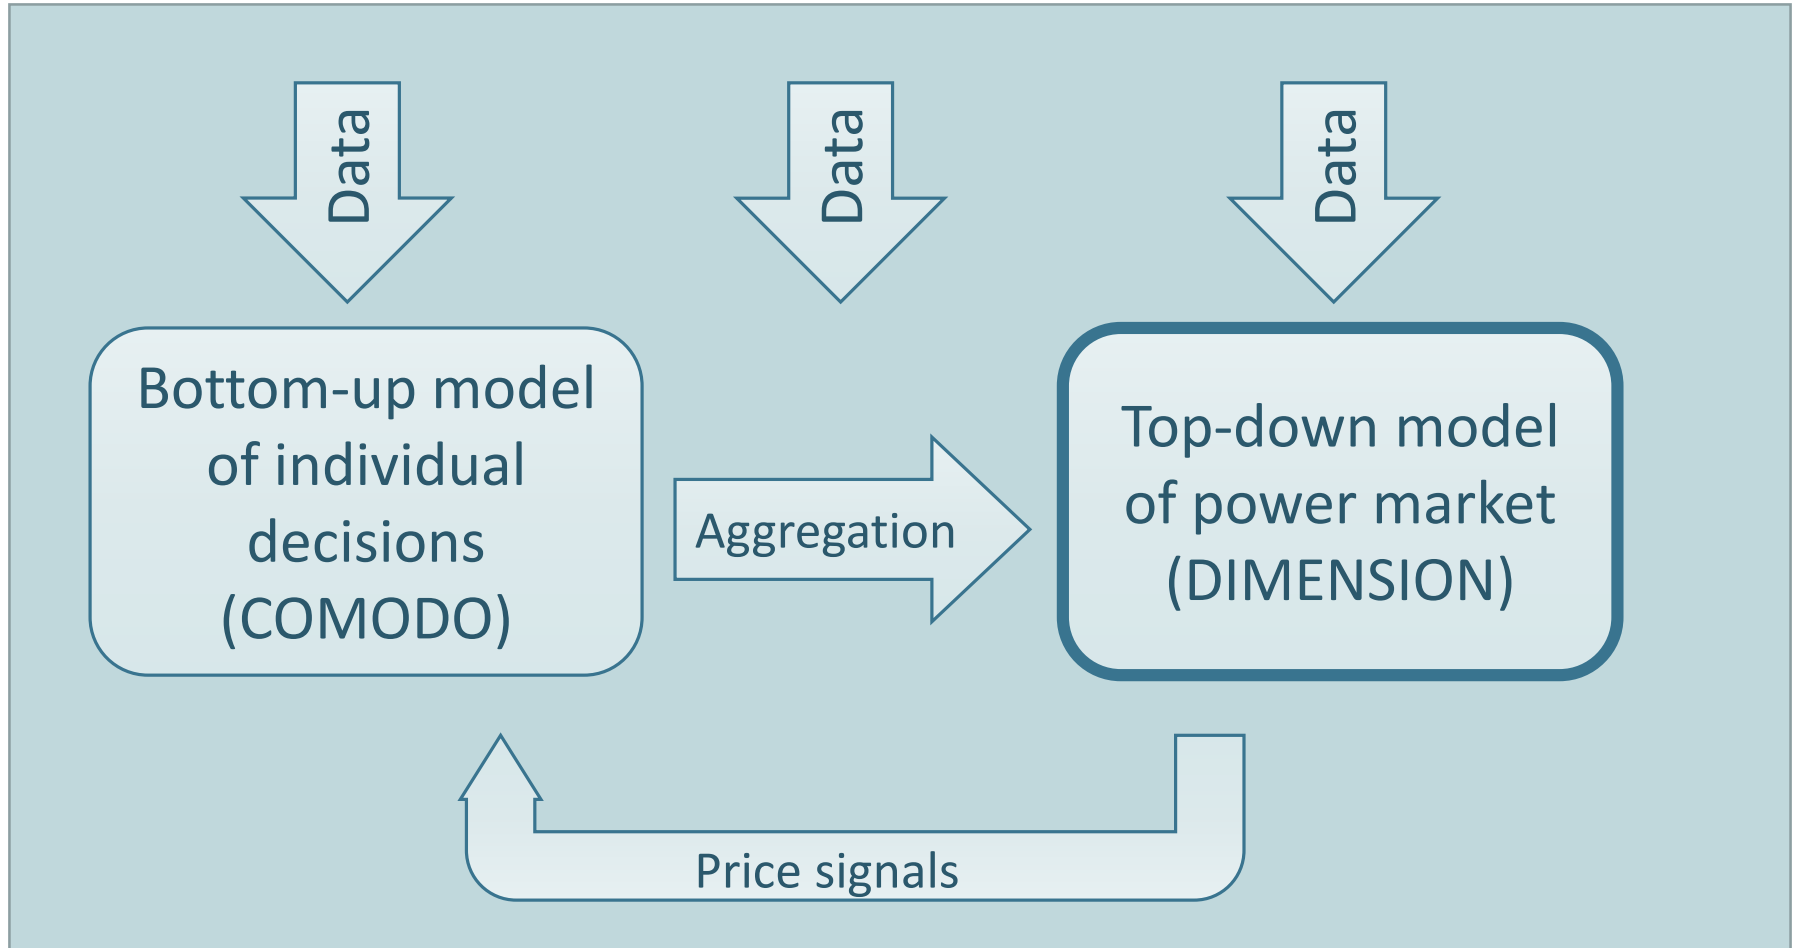 Data
Data
Data
Bottom-up model
of individual
decisions
(COMODO)
Aggregation
Top-down model
of power market
(DIMENSION)
Price signals